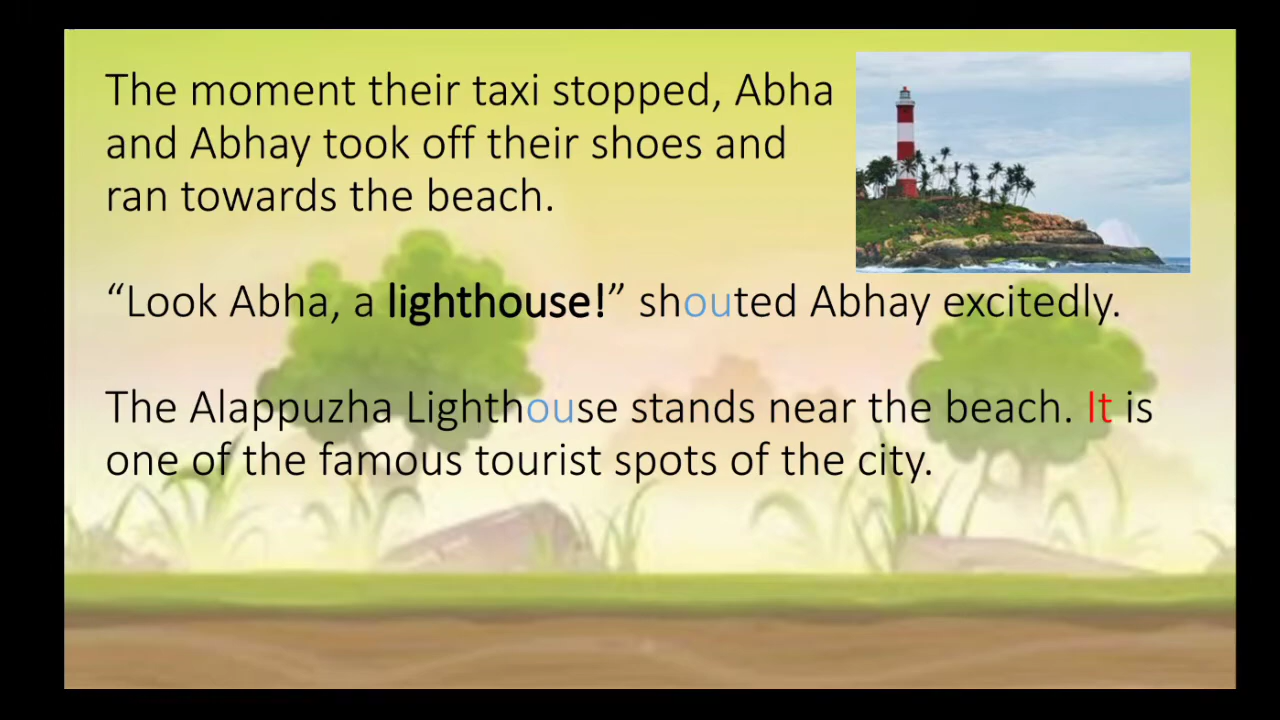 The moment their taxi stopped, Abha
and Abhay took off their shoes and
ran towards the beach.
“Look Abha, a lighthouse!” shouted Abhay excitedly.
The Alappuzha Lighthouse stands near the beach. It is
one of the famous tourist spots of the city.